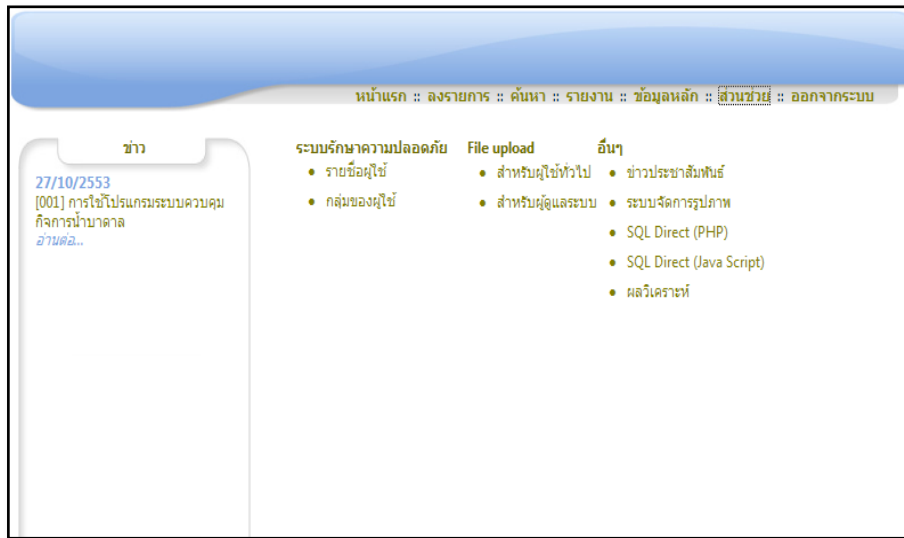 หน้าแรก :: ลงรายการ :: ค้นหา :: รายงาน :: ข้อมูลหลัก :: ส่วนช่วย :: ออกจากระบบ
ข่าว
27/10/2553
[001] การใช้โปรแกรมระบบควบคุม
กิจการน้ำบาดาล
อ่านต่อ...
ระบบรักษาความปลอดภัย
• รายชื่อผู้ใช้
• กลุ่มของผู้ใช้
File upload
• สำหรับผู้ใช้ทั่วไป
• สำหรับผู้ดูแลระบบ
อื่นๆ
• ข่าวประชาสัมพันธ์
• ระบบจัดการรูปภาพ
• SQL Direct (PHP)
• SQL Direct (Java Script)
• ผลวิเคราะห์